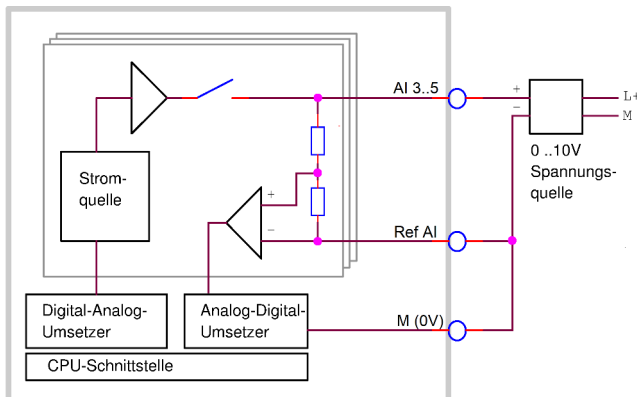 AI 3..5
+
−
L+
M
0 ..10V
Spannungs-
quelle
Strom-
quelle
+
−
Ref AI
Digital-Analog-
Umsetzer
Analog-Digital-
Umsetzer
M (0V)
CPU-Schnittstelle